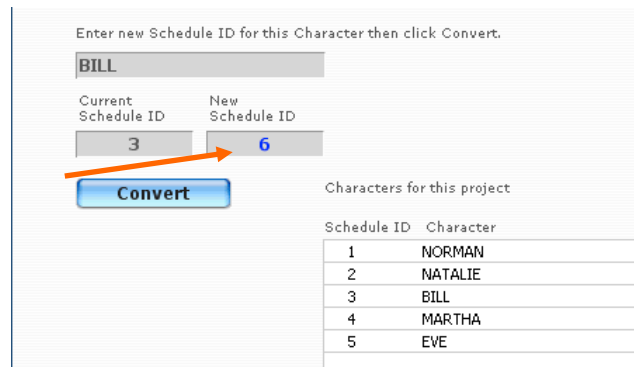 Enter new Schedule ID for this Character then click Convert.
BILL
Current New
Schedule ID Schedule ID
3 6
Convert
Characters for this project
Schedule ID Character
1 NORMAN
2 NATALIE
3 BILL
4 MARTHA
5 EVE